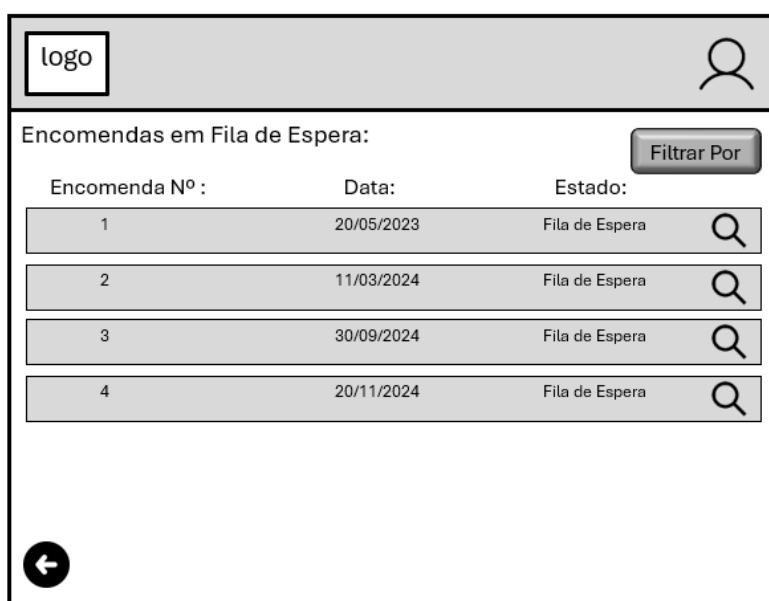 logo
Encomendas em Fila de Espera:
Filtrar Por
Encomenda Nº : Data: Estado:
1 20/05/2023 Fila de Espera
2 11/03/2024 Fila de Espera
3 30/09/2024 Fila de Espera
4 20/11/2024 Fila de Espera